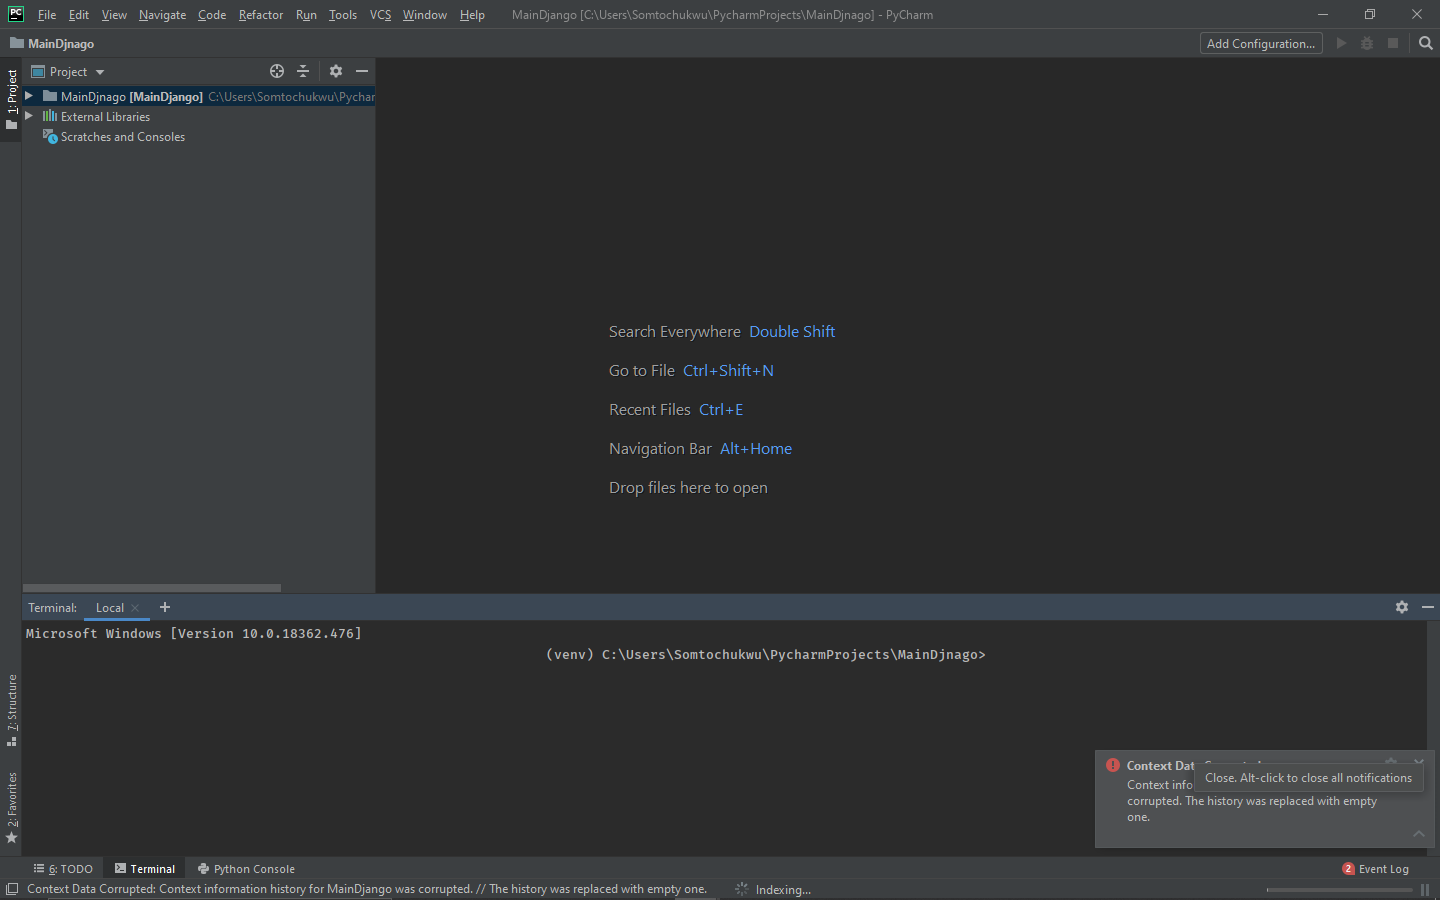 PC File Edit View Navigate Code Refactor Run Tools VCS Window Help MainDjango [C:\Users\Somtochukwu\PycharmProjects\MainDjnago] - PyCharm
MainDjnago Add Configuration...
1: Project
Project
MainDjnago [MainDjango] C:\Users\Somtochukwu\Pychar
External Libraries
Scratches and Consoles
Search Everywhere Double Shift
Go to File Ctrl+Shift+N
Recent Files Ctrl+E
Navigation Bar Alt+Home
Drop files here to open
Terminal: Local
Microsoft Windows [Version 10.0.18362.476]
(venv) C:\Users\Somtochukwu\PycharmProjects\MainDjnago>
7: Structure
2: Favorites
Context Dat
Close. Alt-click to close all notifications
Context info
corrupted. The history was replaced with empty
one.
6: TODO Terminal Python Console 2 Event Log
Context Data Corrupted: Context information history for MainDjango was corrupted. // The history was replaced with empty one. Indexing...